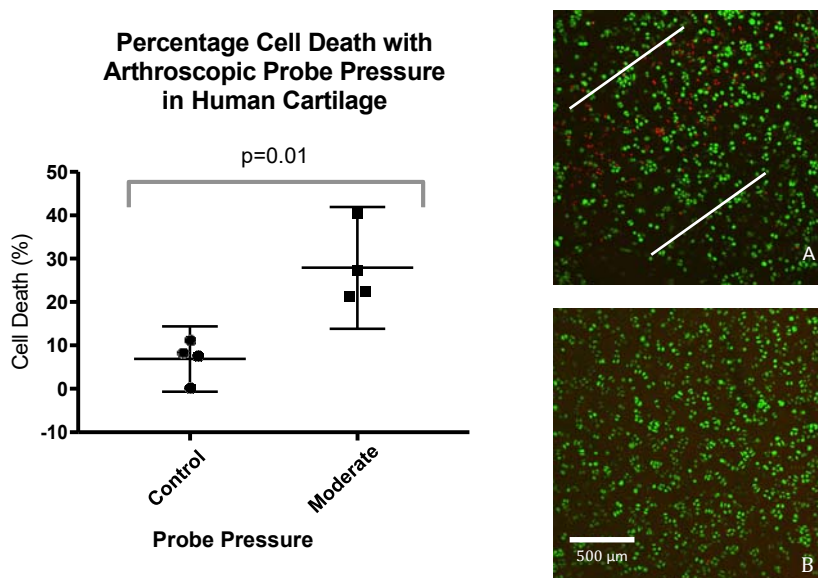 Percentage Cell Death with
Arthroscopic Probe Pressure
in Human Cartilage
p=0.01
50
40
30
20
10
0
-10
Cell Death (%)
Control
Moderate
Probe Pressure
A
500 µm
B